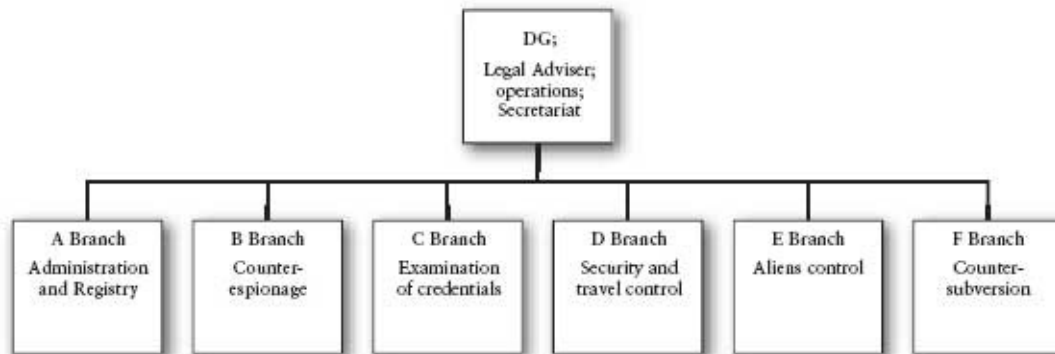 DG;
Legal Adviser;
operations;
Secretariat
A Branch
Administration
and Registry
B Branch
Counter-
espionage
C Branch
Examination
of credentials
D Branch
Security and
travel control
E Branch
Aliens control
F Branch
Counter-
subversion